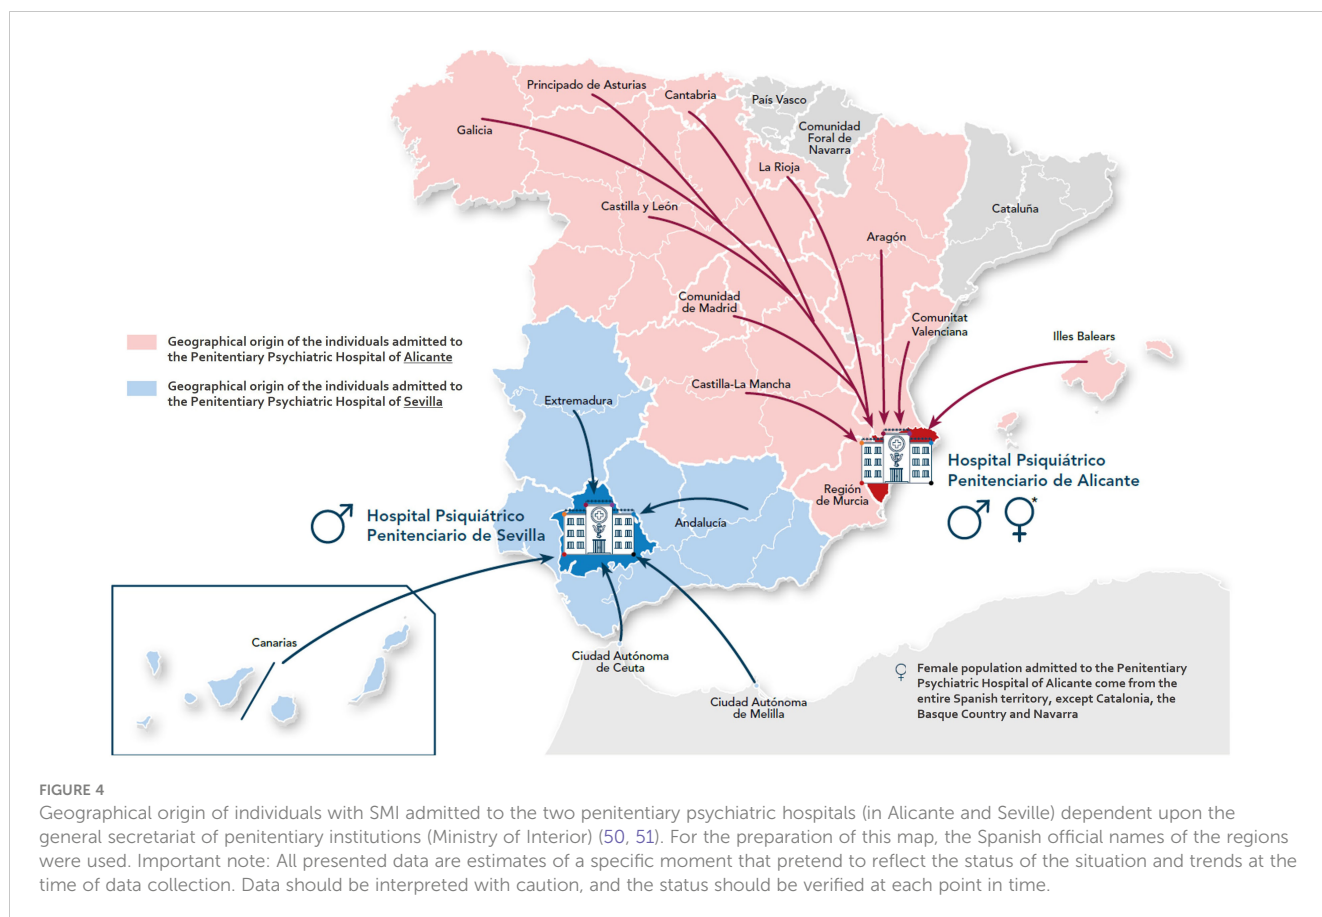 Principado de Asturias
Cantabria
País Vasco
Comunidad
Foral de
Navarra
Galicia
La Rioja
Castilla y León
Cataluña
Aragón
Comunidad
de Madrid
Comunitat
Valenciana
Illes Balears
Geographical origin of the individuals admitted to
the Penitentiary Psychiatric Hospital of Alicante
Geographical origin of the individuals admitted to
the Penitentiary Psychiatric Hospital of Sevilla
Castilla-La Mancha
Extremadura
Hospital Psiquiátrico
Penitenciario de Alicante
Región
de Murcia
*
Hospital Psiquiátrico
Penitenciario de Sevilla
Andalucía
Canarias
Ciudad Autónoma
de Ceuta
Ciudad Autónoma
de Melilla
Female population admitted to the Penitentiary
Psychiatric Hospital of Alicante come from the
entire Spanish territory, except Catalonia, the
Basque Country and Navarra
FIGURE 4
Geographical origin of individuals with SMI admitted to the two penitentiary psychiatric hospitals (in Alicante and Seville) dependent upon the
general secretariat of penitentiary institutions (Ministry of Interior) (50, 51). For the preparation of this map, the Spanish official names of the regions
were used. Important note: All presented data are estimates of a specific moment that pretend to reflect the status of the situation and trends at the
time of data collection. Data should be interpreted with caution, and the status should be verified at each point in time.